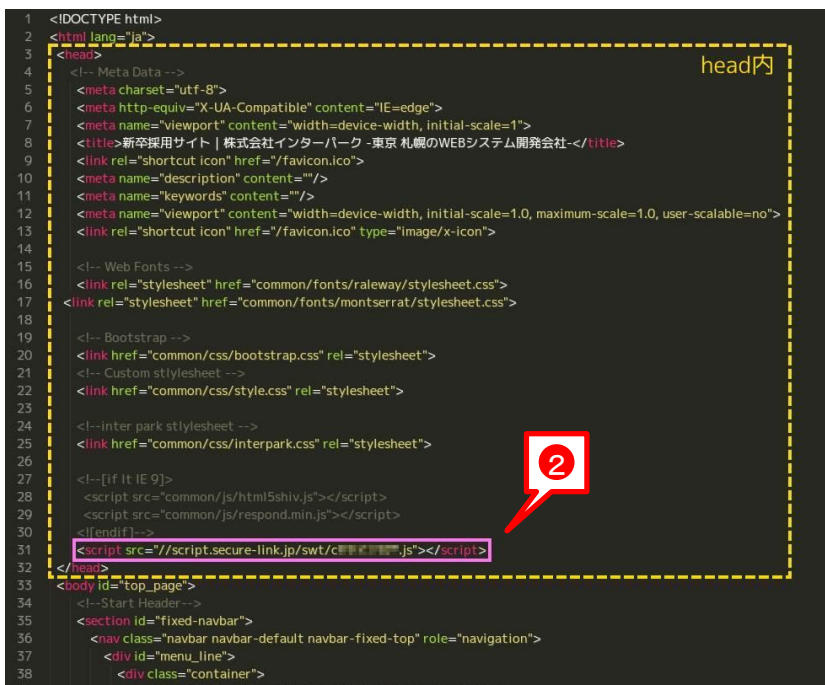 1 <!DOCTYPE html>
2 <html lang="ja">
3 <head>
head内
4 <!-- Meta Data -->
5 <meta charset="utf-8">
6 <meta http-equiv="X-UA-Compatible" content="IE=edge">
7 <meta name="viewport" content="width=device-width, initial-scale=1">
8 <title>新卒採用サイト | 株式会社インターパーク -東京 札幌のWEBシステム開発会社-</title>
9 <link rel="shortcut icon" href="/favicon.ico">
10 <meta name="description" content=""/>
11 <meta name="keywords" content=""/>
12 <meta name="viewport" content="width=device-width, initial-scale=1.0, maximum-scale=1.0, user-scalable=no">
13 <link rel="shortcut icon" href="/favicon.ico" type="image/x-icon">
14
15 <!-- Web Fonts -->
16 <link rel="stylesheet" href="common/fonts/raleway/stylesheet.css">
17 <link rel="stylesheet" href="common/fonts/montserrat/stylesheet.css">
18
19 <!-- Bootstrap -->
20 <link href="common/css/bootstrap.css" rel="stylesheet">
21 <!-- Custom stlylesheet -->
22 <link href="common/css/style.css" rel="stylesheet">
23
24 <!--inter park stlylesheet -->
25 <link href="common/css/interpark.css" rel="stylesheet">
26
2
27 <!--[if lt IE 9]>
28 <script src="common/js/html5shiv.js"></script>
29 <script src="common/js/respond.min.js"></script>
30 <![endif]-->
31 <script src="//script.secure-link.jp/swt/c .js"></script>
32 </head>
33 <body id="top_page">
34 <!--Start Header-->
35 <section id="fixed-navbar">
36 <nav class="navbar navbar-default navbar-fixed-top" role="navigation">
37 <div id="menu_line">
38 <div class="container">